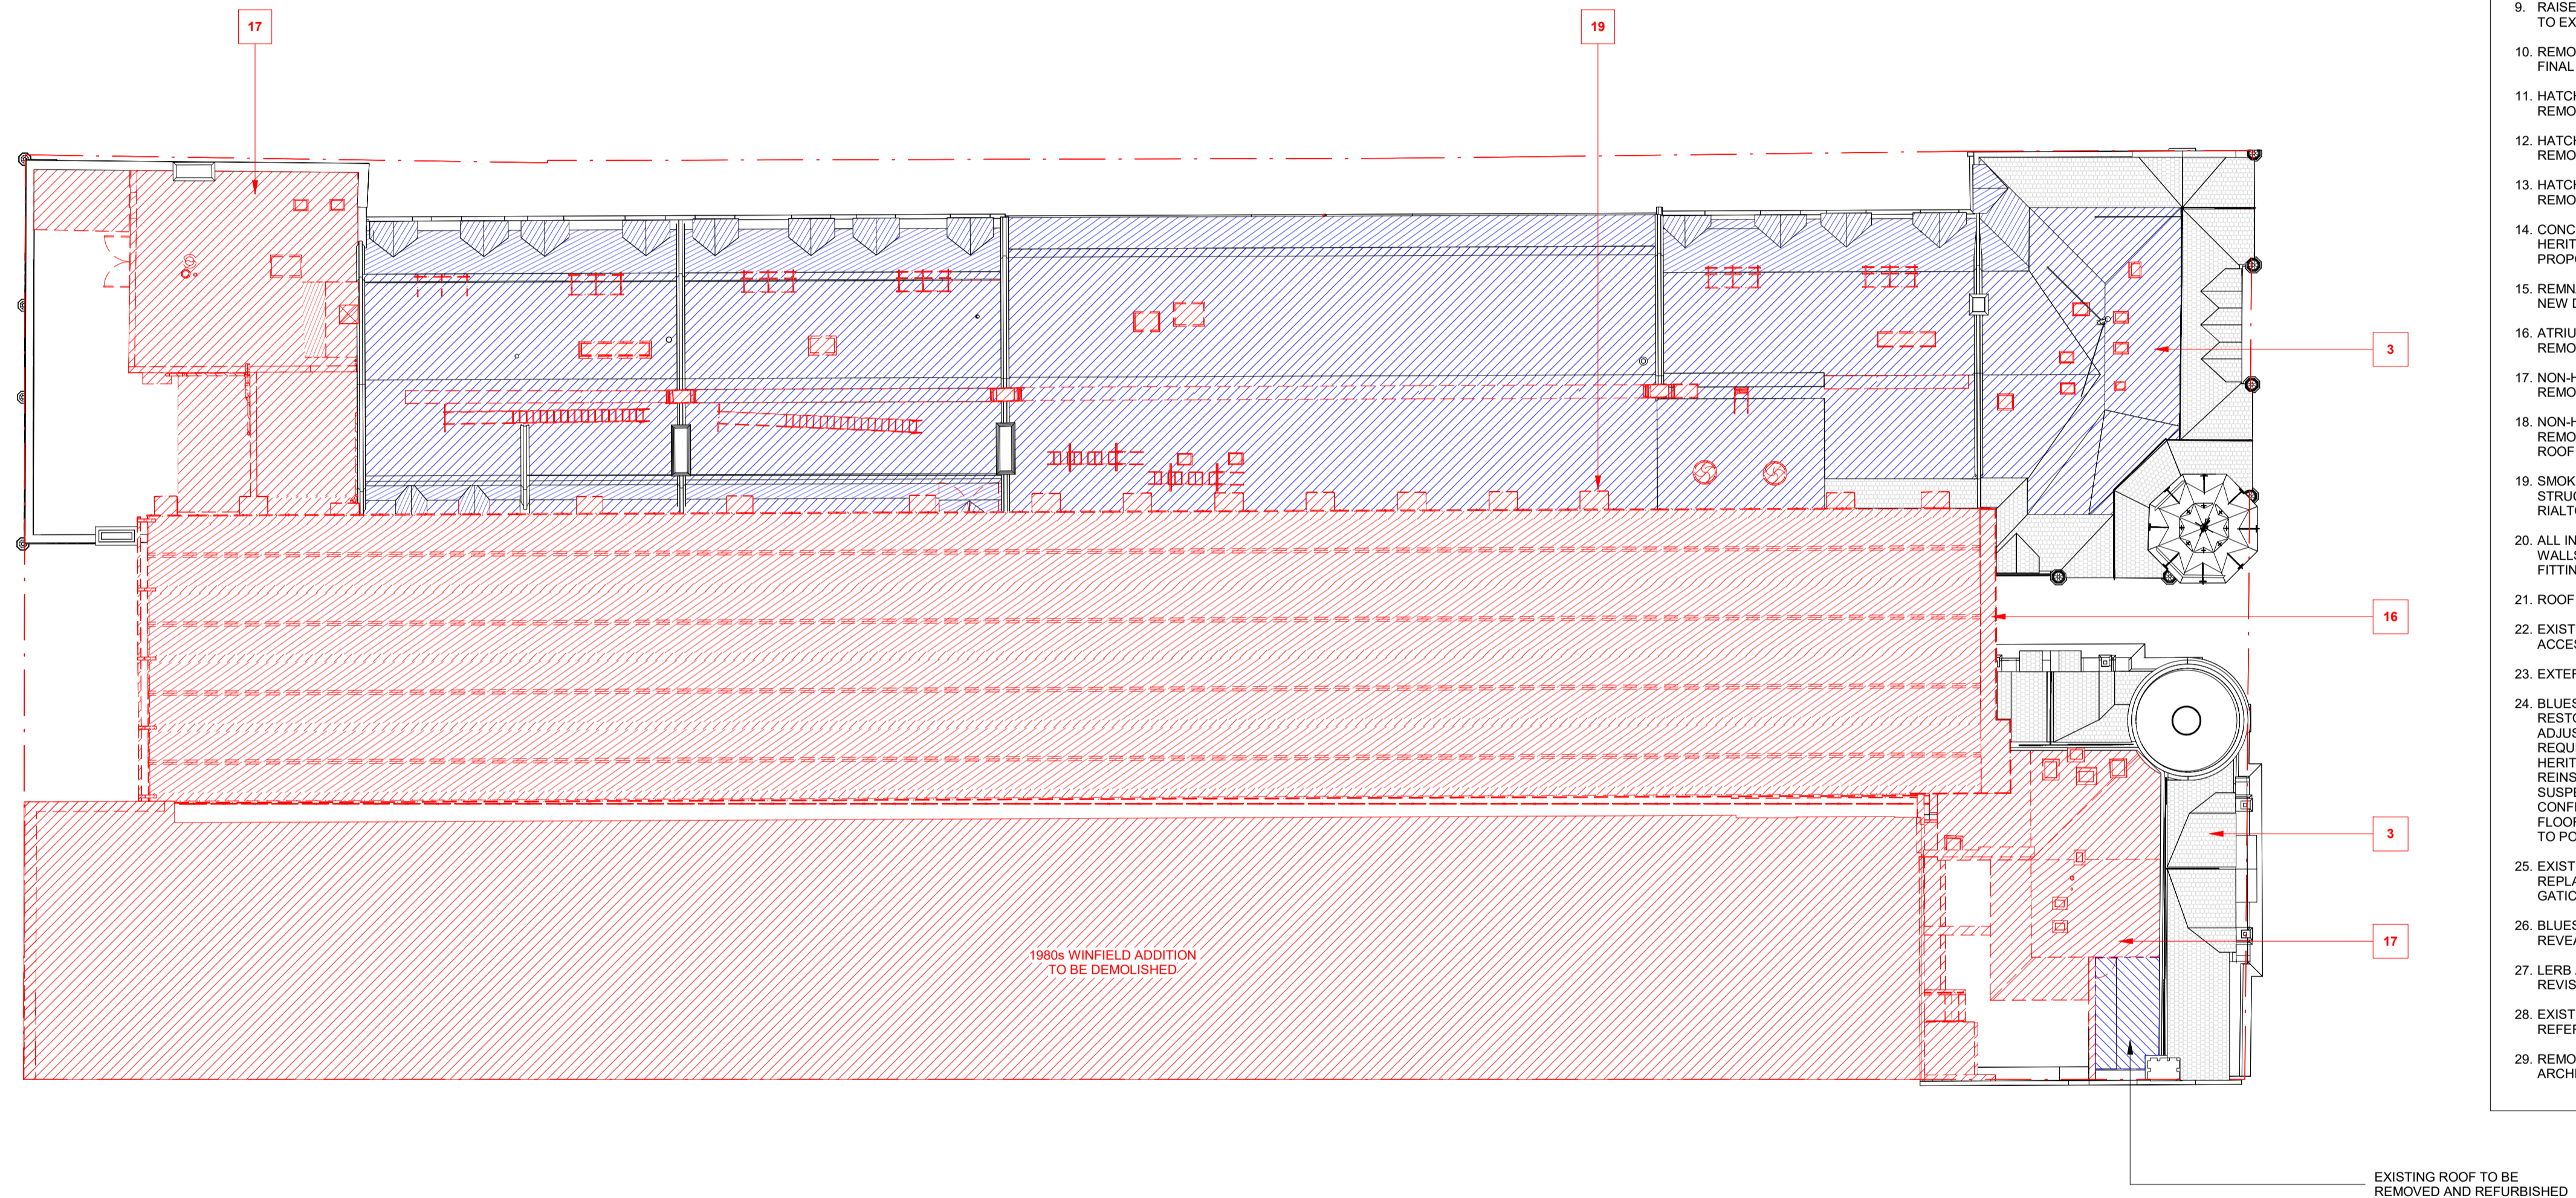 17
19
3
16
3
17
1980s WINFIELD ADDITION
TO BE DEMOLISHED
EXISTING ROOF TO BE
REMOVED AND REFURBISHED
9. RAISE
TO EX
10. REMO
FINAL
11. HATCH
REMO
12. HATCH
REMO
13. HATCH
REMO
14. CONC
HERIT
PROP
15. REMN
NEW D
16. ATRIU
REMO
17. NON-H
REMO
18. NON-H
REMO
ROOF
19. SMOK
STRUC
RIALT
20. ALL IN
WALLS
FITTIN
21. ROOF
22. EXIST
ACCES
23. EXTER
24. BLUES
RESTO
ADJUS
REQU
HERIT
REINS
SUSPE
CONF
FLOOR
TO PO
25. EXIST
REPLA
GATIC
26. BLUES
REVEA
27. LERB
REVIS
28. EXIST
REFER
29. REMO
ARCHI